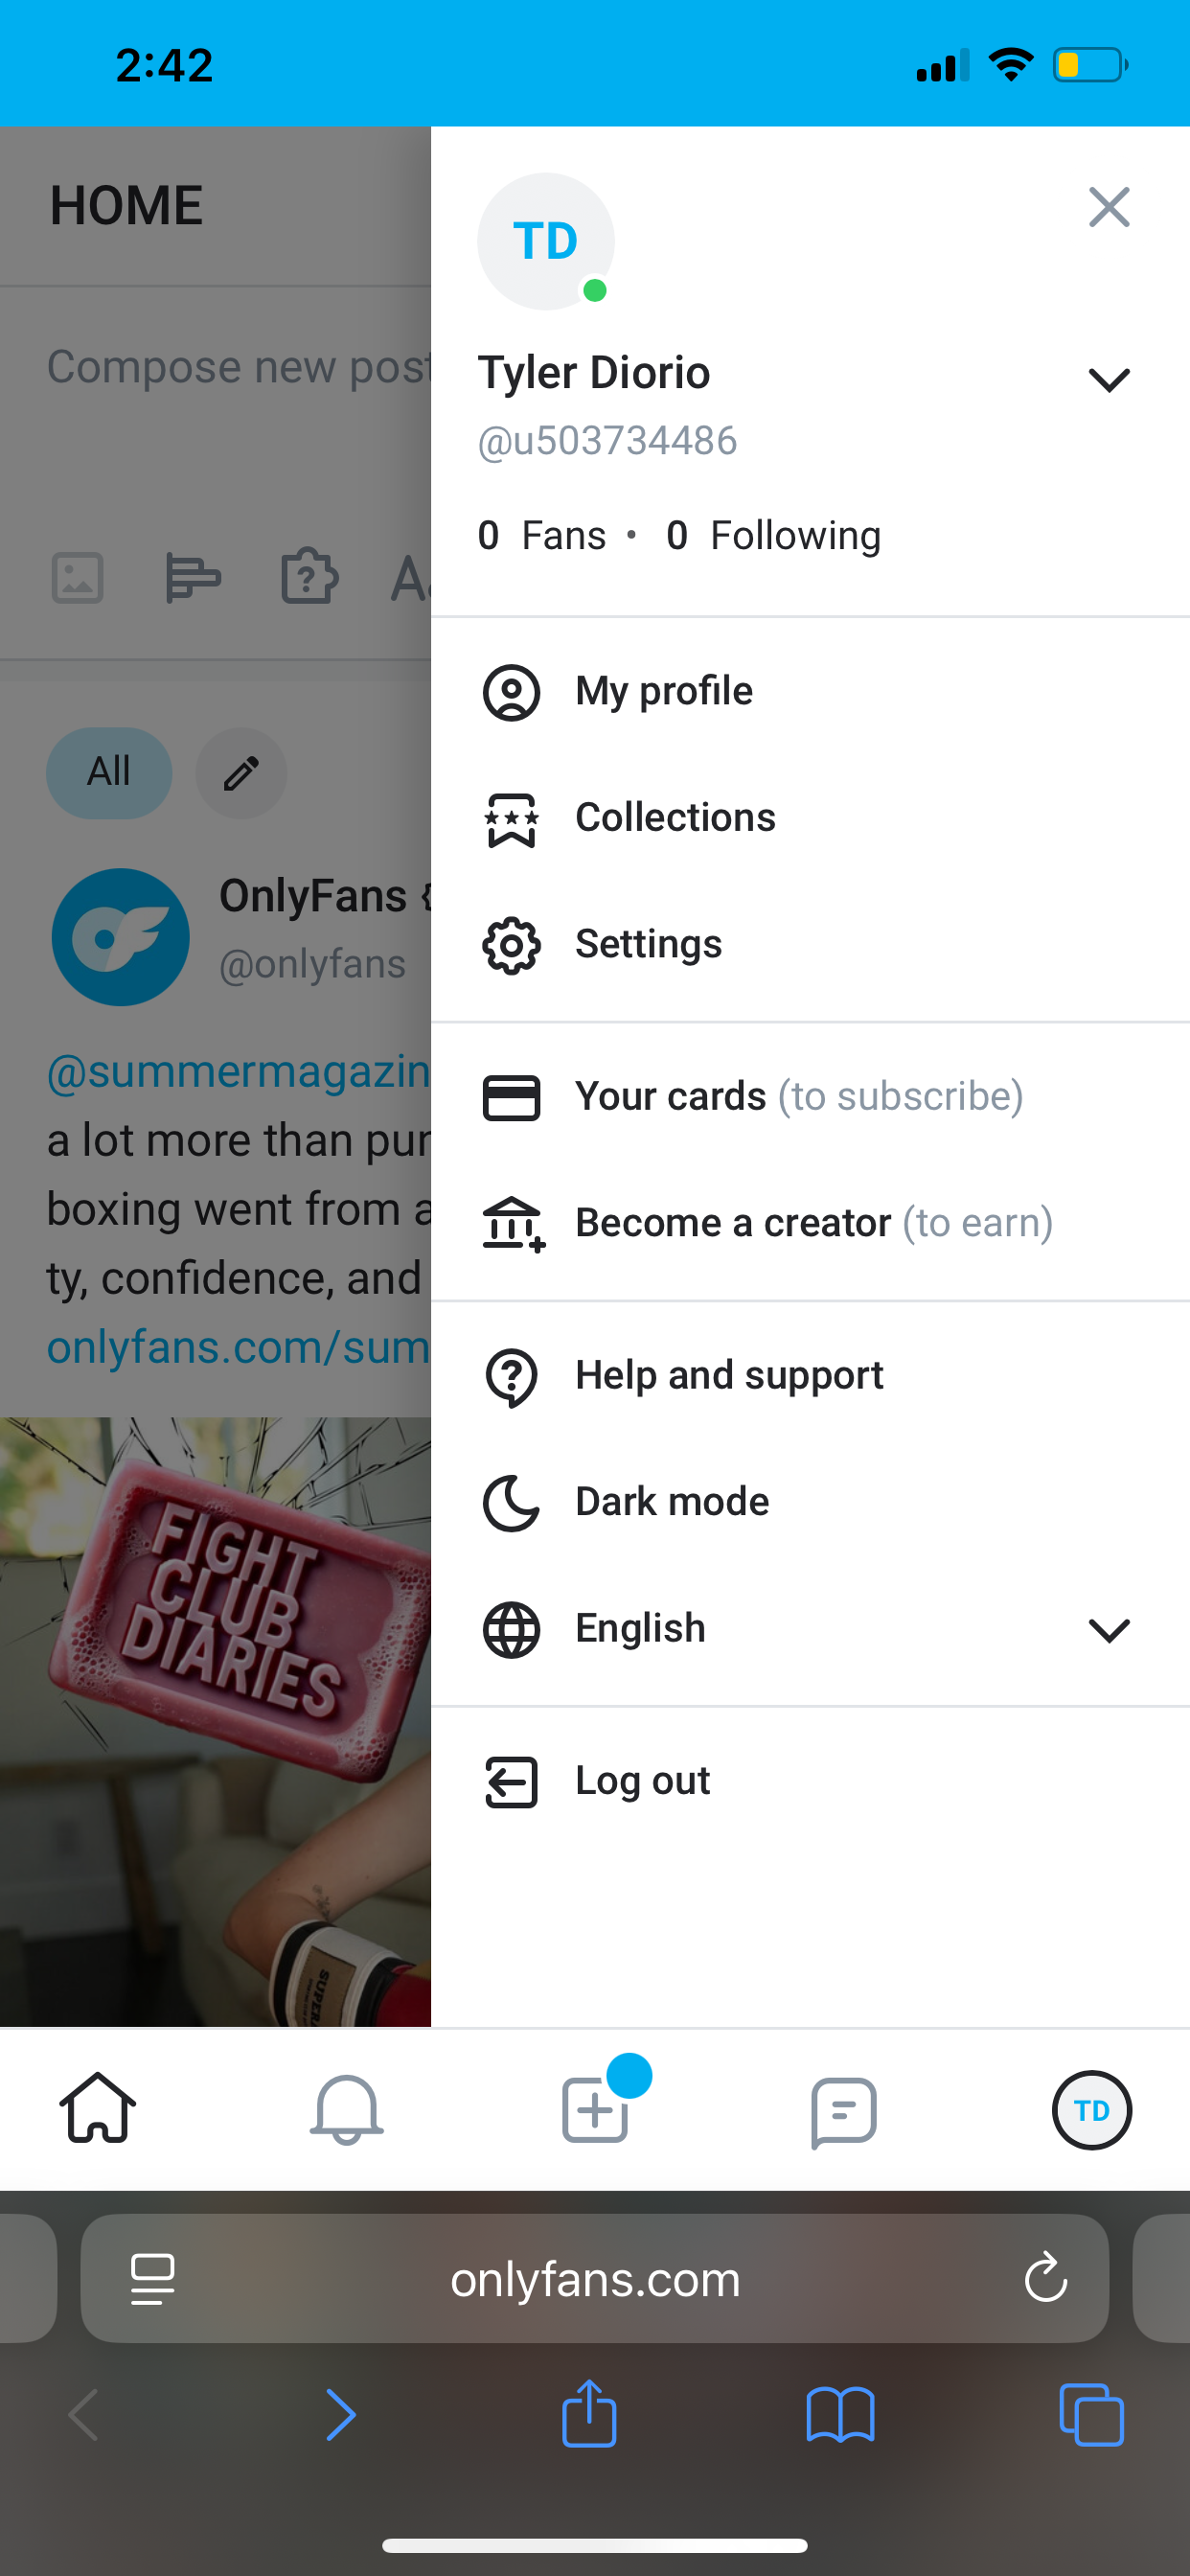 2:42
HOME
Compose new post
All
OnlyFans
@onlyfans
@summermagazin
a lot more than pun
boxing went from a
ty, confidence, and
onlyfans.com/sum
FIGHT
CLUB
DIARIES
SUPER
TD
Tyler Diorio
@u503734486
0 Fans • 0 Following
My profile
Collections
Settings
Your cards (to subscribe)
Become a creator (to earn)
Help and support
Dark mode
English
Log out
TD
onlyfans.com